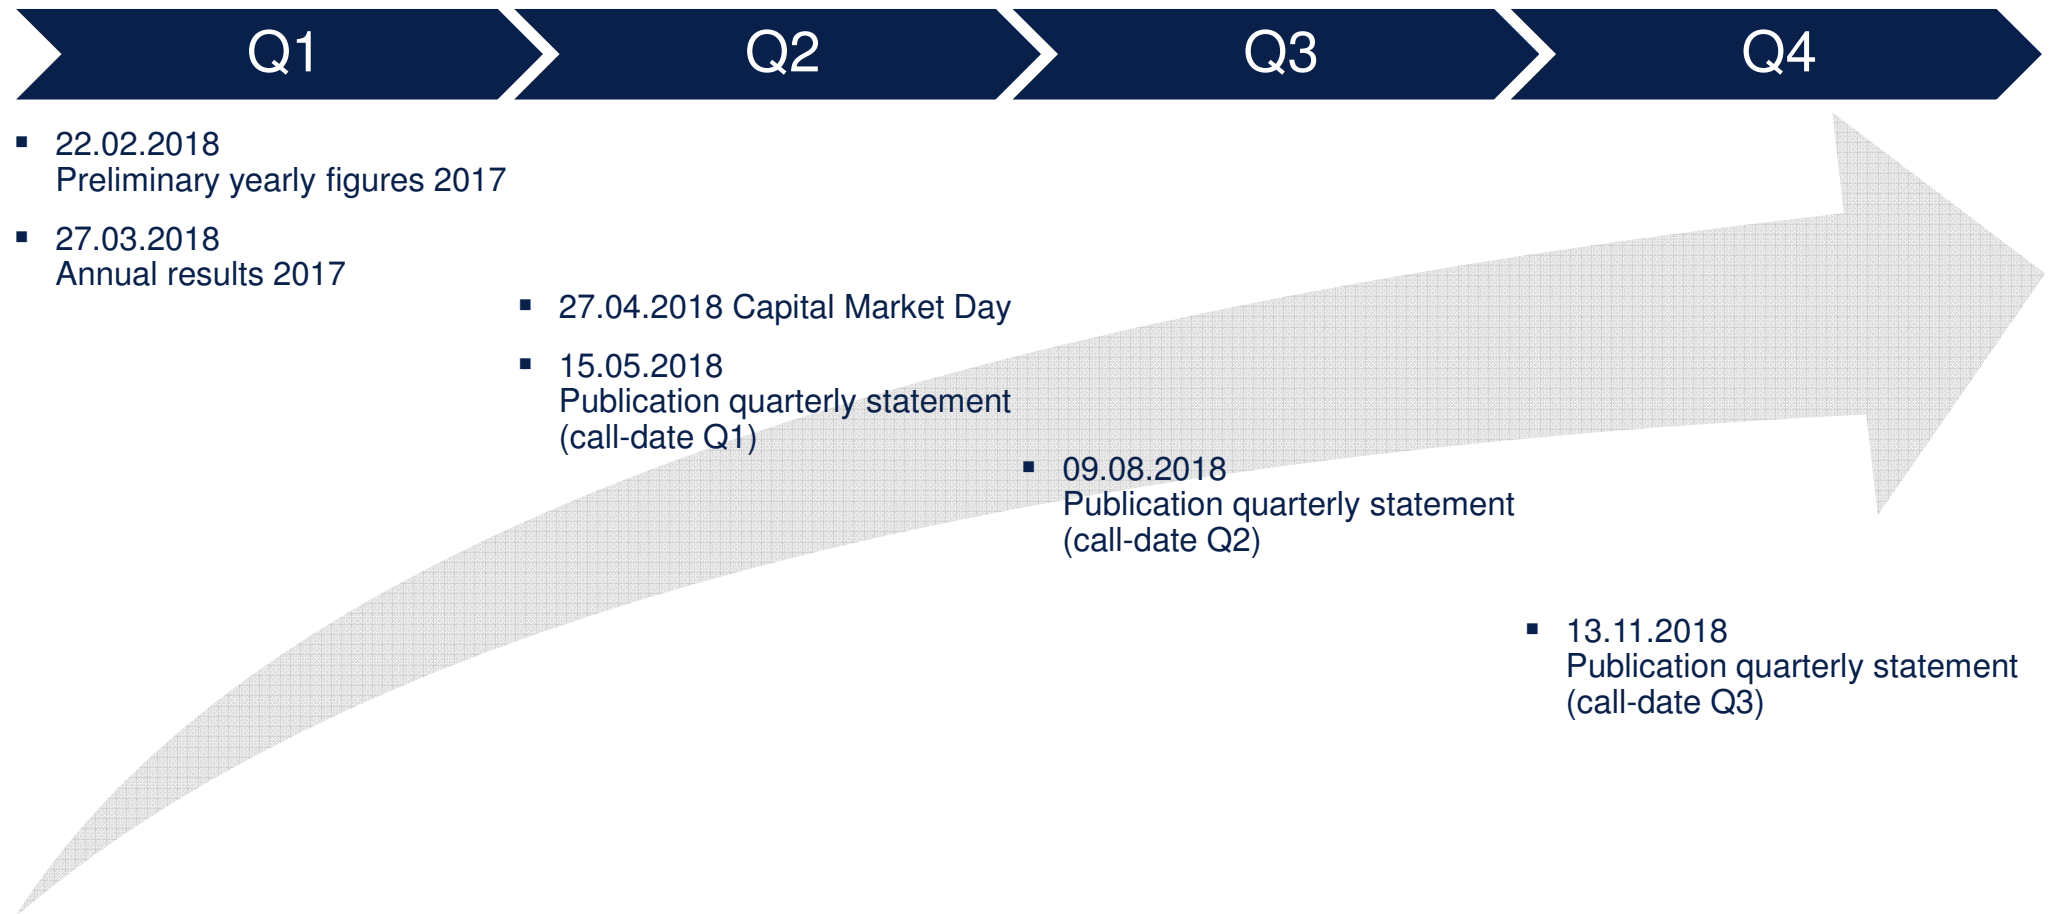 Q1
Q2
Q3
Q4
▪ 22.02.2018
Preliminary yearly figures 2017
▪ 27.03.2018
Annual results 2017
▪ 27.04.2018 Capital Market Day
▪ 15.05.2018
Publication quarterly statement
(call-date Q1)
▪ 09.08.2018
Publication quarterly statement
(call-date Q2)
▪ 13.11.2018
Publication quarterly statement
(call-date Q3)